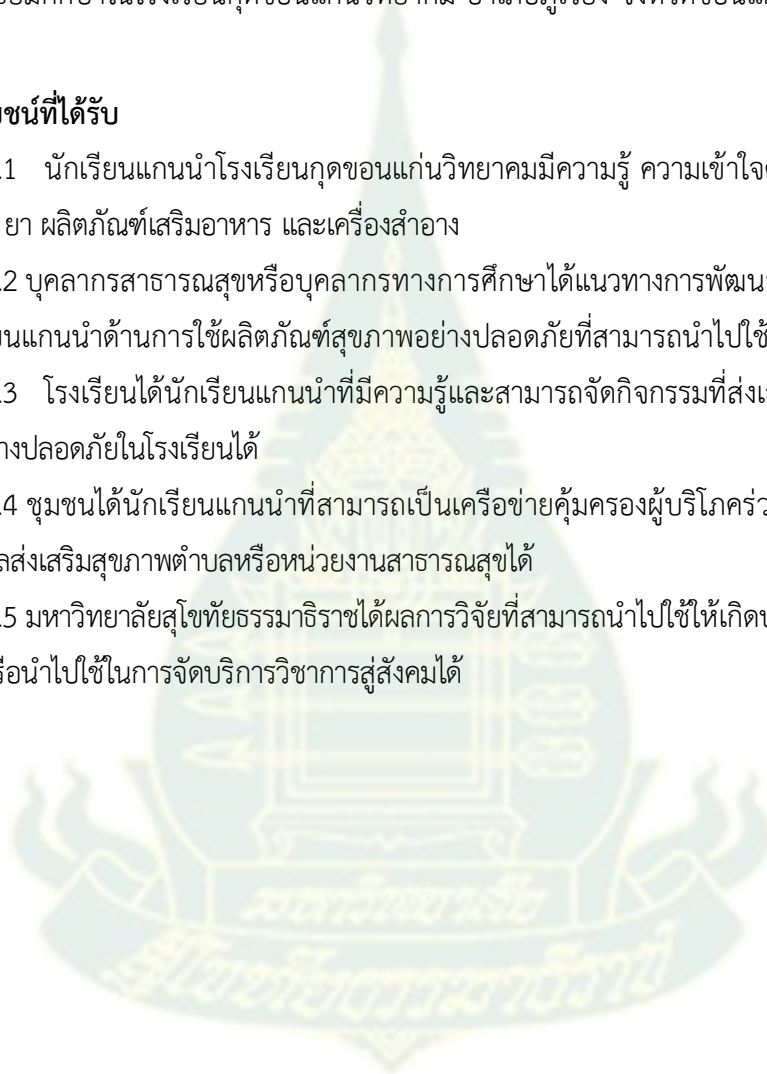 ชน์ที่ได้รับ
.1 นักเรียนแกนนำโรงเรียนกุดขอนแก่นวิทยาคมมีความรู้ ความเข้าใจ
ยา ผลิตภัณฑ์เสริมอาหาร และเครื่องสำอาง
.2 บุคลากรสาธารณสุขหรือบุคลากรทางการศึกษาได้แนวทางการพัฒน
นแกนนำด้านการใช้ผลิตภัณฑ์สุขภาพอย่างปลอดภัยที่สามารถนำไปใช้
.3 โรงเรียนได้นักเรียนแกนนำที่มีความรู้และสามารถจัดกิจกรรมที่ส่งเ
างปลอดภัยในโรงเรียนได้
.4 ชุมชนได้นักเรียนแกนนำที่สามารถเป็นเครือข่ายคุ้มครองผู้บริโภคร่ว
ลส่งเสริมสุขภาพตำบลหรือหน่วยงานสาธารณสุขได้
.5 มหาวิทยาลัยสุโขทัยธรรมาธิราชได้ผลการวิจัยที่สามารถนำไปใช้ให้เกิด
รือนำไปใช้ในการจัดบริการวิชาการสู่สังคมได้
มหาวิทยาลัย
สุโขทัยธรรมาธิราช